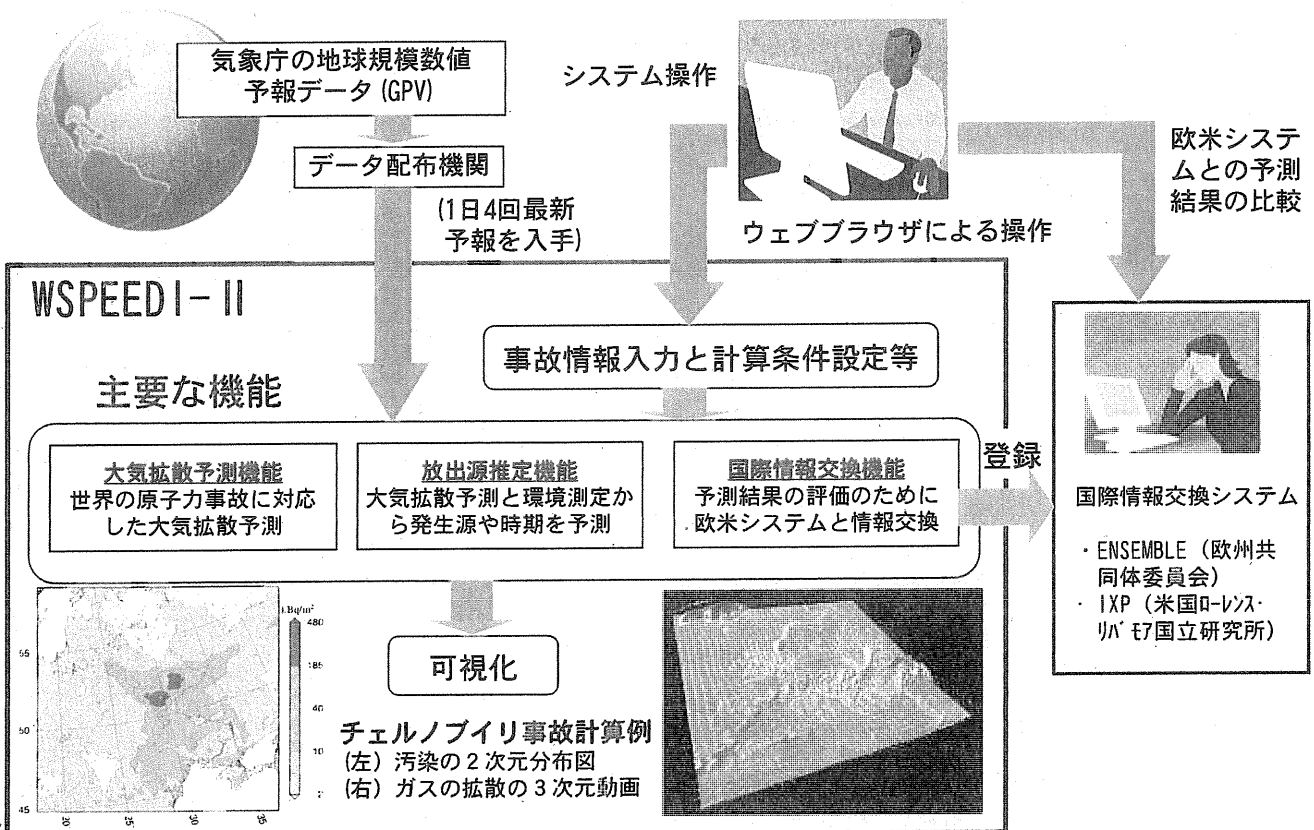 気象庁の地球規模数値
予報データ(GPV)
データ配布機関
(1日4回最新
予報を入手)
システム操作
ウェブブラウザによる操作
欧米システ
ムとの予測
結果の比較
WSPEEDI-II
事故情報入力と計算条件設定等
主要な機能
大気拡散予測機能
世界の原子力事故に対応
した大気拡散予測
放出源推定機能
大気拡散予測と環境測定か
ら発生源や時期を予測
国際情報交換機能
予測結果の評価のために
欧米システムと情報交換
登録
国際情報交換システム
・ENSEMBLE(欧州共
同体委員会)
・IXP(米国ローレンス・
リバモア国立研究所)
可視化
チェルノブイリ事故計算例
(左) 汚染の2次元分布図
(右) ガスの拡散の3次元動画
Bq/m²
480
185
40
10
55
50
45
20
25
30
35